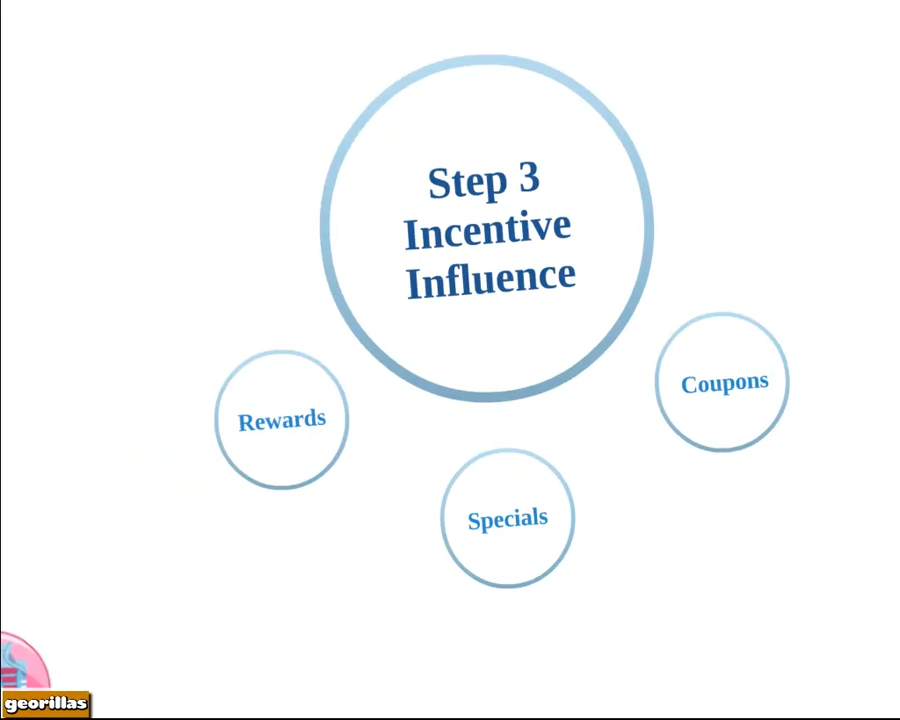 Step 3
Incentive
Influence
Coupons
Rewards
Specials
georillas